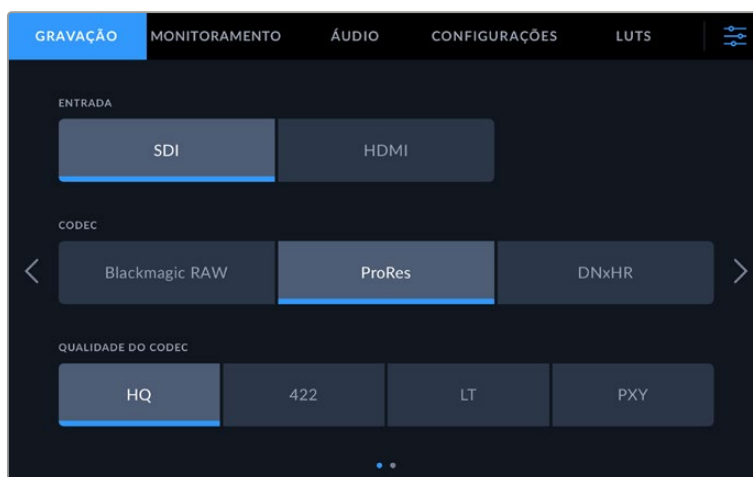 GRAVAÇÃO MONITORAMENTO ÁUDIO CONFIGURAÇÕES LUTS
ENTRADA
SDI HDMI
CODEC
Blackmagic RAW ProRes DNxHR
QUALIDADE DO CODEC
HQ 422 LT PXY